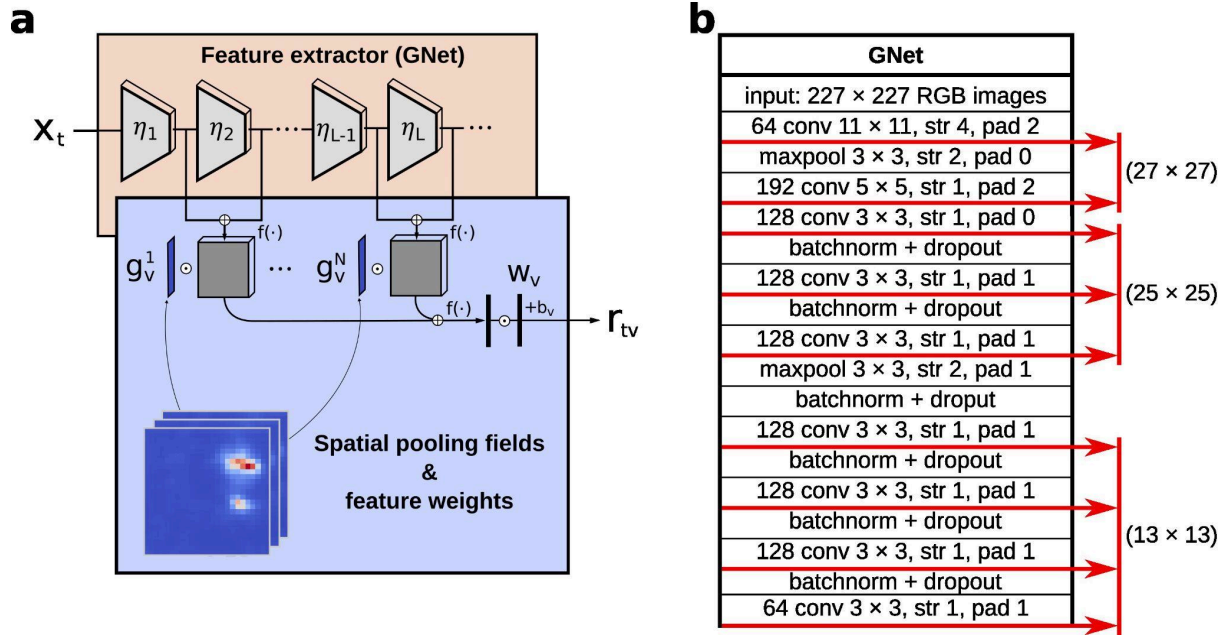 a
Feature extractor (GNet)
x_t
η_1
η_2
η_{L-1}
η_L
f(·)
f(·)
g_v^1
g_v^N
w_v
f(·)
+b_v
r_{tv}
Spatial pooling fields
&
feature weights
b
GNet
input: 227 × 227 RGB images
64 conv 11 × 11, str 4, pad 2
maxpool 3 × 3, str 2, pad 0
(27 × 27)
192 conv 5 × 5, str 1, pad 2
128 conv 3 × 3, str 1, pad 0
batchnorm + dropout
128 conv 3 × 3, str 1, pad 1
(25 × 25)
batchnorm + dropout
128 conv 3 × 3, str 1, pad 1
maxpool 3 × 3, str 2, pad 1
batchnorm + droput
128 conv 3 × 3, str 1, pad 1
batchnorm + dropout
128 conv 3 × 3, str 1, pad 1
batchnorm + dropout
(13 × 13)
128 conv 3 × 3, str 1, pad 1
batchnorm + dropout
64 conv 3 × 3, str 1, pad 1